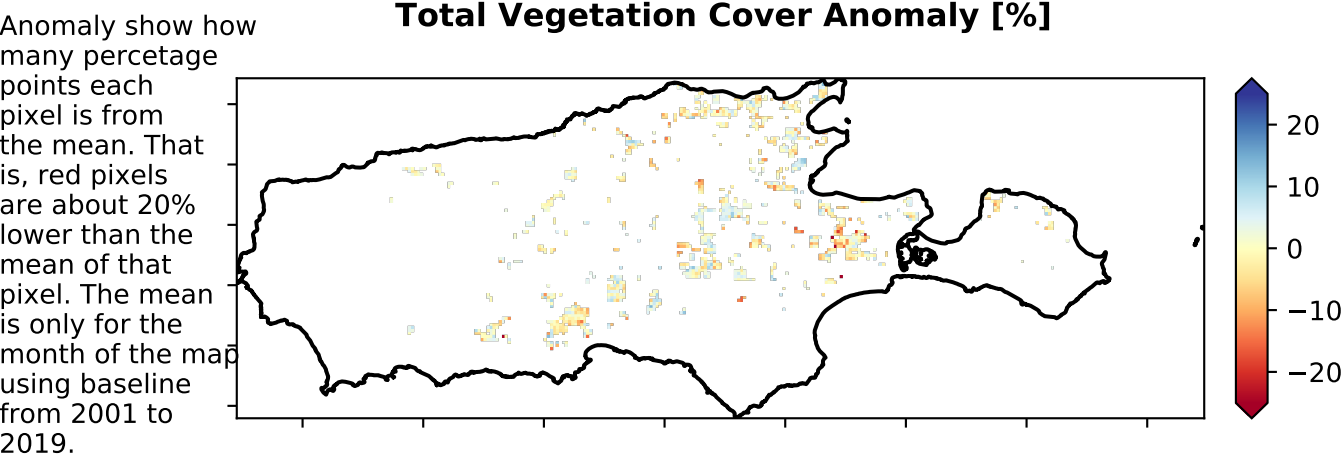 Total Vegetation Cover Anomaly [%]
Anomaly show how
many percetage
points each
pixel is from
the mean. That
is, red pixels
are about 20%
lower than the
mean of that
pixel. The mean
is only for the
month of the map
using baseline
from 2001 to
2019.
20
10
0
−10
−20